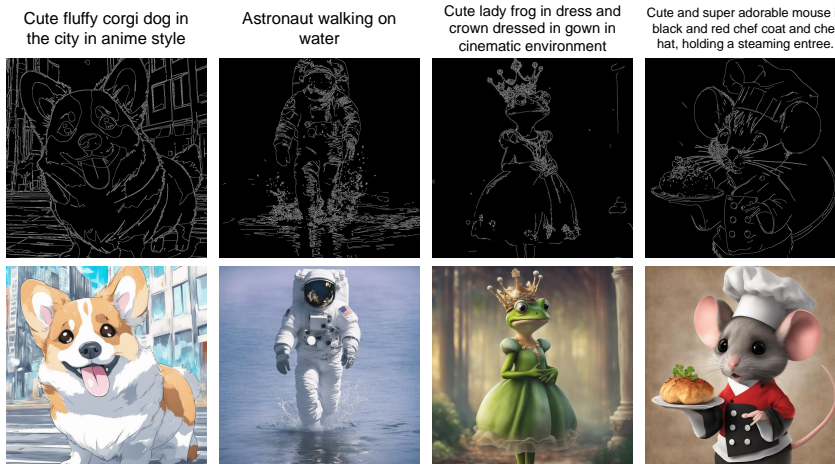 Cute fluffy corgi dog in
the city in anime style
Astronaut walking on
water
Cute lady frog in dress and
crown dressed in gown in
cinematic environment
Cute and super adorable mouse
black and red chef coat and
hat, holding a steaming entree.